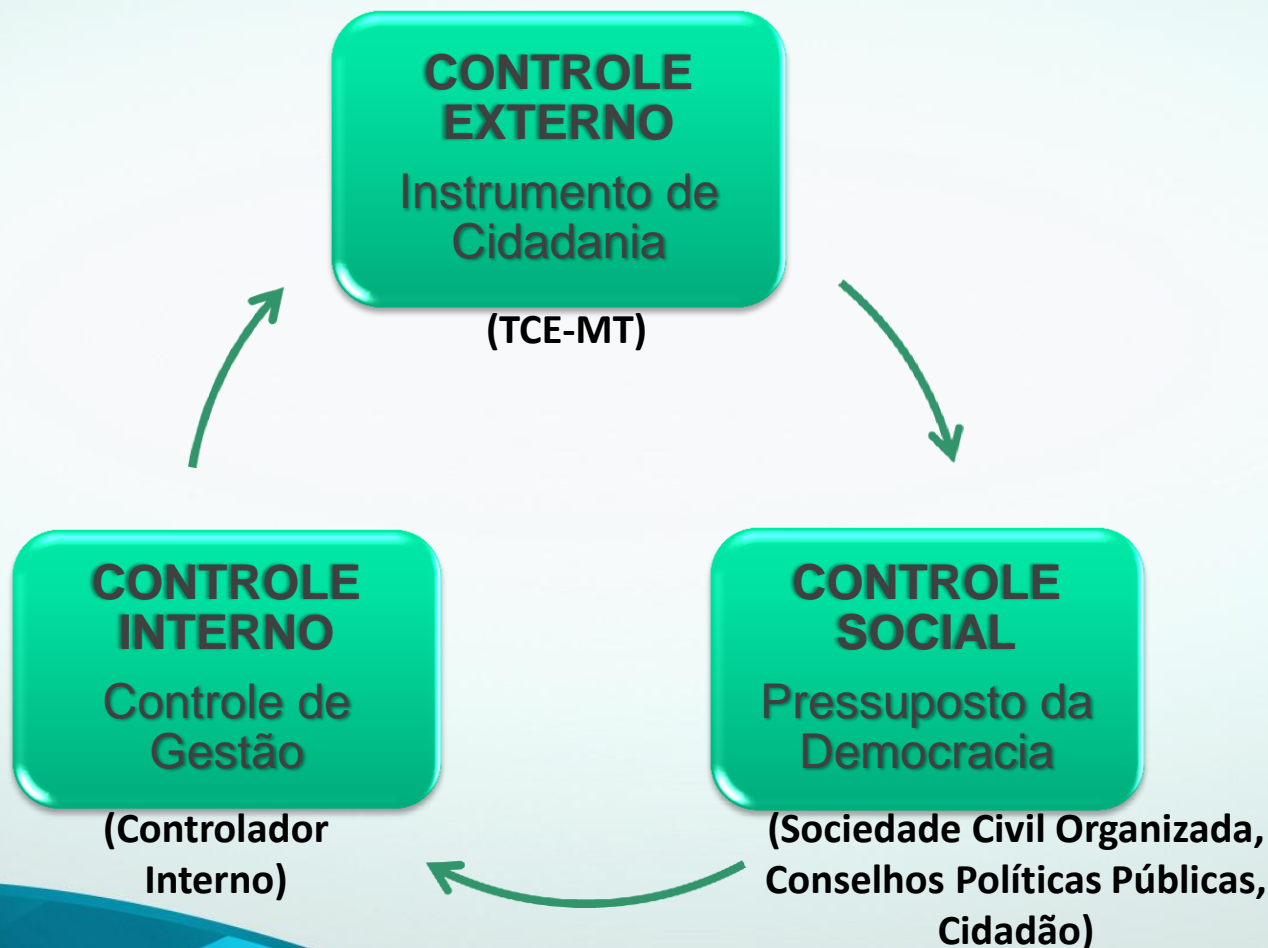 CONTROLE
EXTERNO
Instrumento de
Cidadania
(TCE-MT)
CONTROLE
INTERNO
Controle de
Gestão
(Controlador
Interno)
CONTROLE
SOCIAL
Pressuposto da
Democracia
(Sociedade Civil Organizada,
Conselhos Políticas Públicas,
Cidadão)